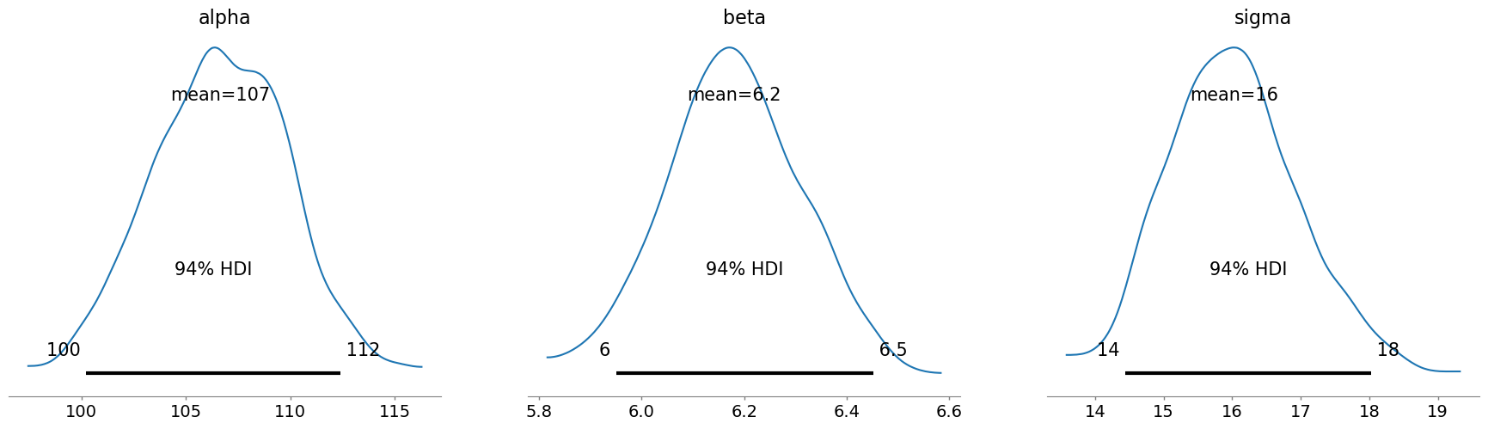 alpha
mean=107
94% HDI
100
112
100
105
110
115
beta
mean=6.2
94% HDI
6
6.5
5.8
6.0
6.2
6.4
6.6
sigma
mean=16
94% HDI
14
18
14
15
16
17
18
19